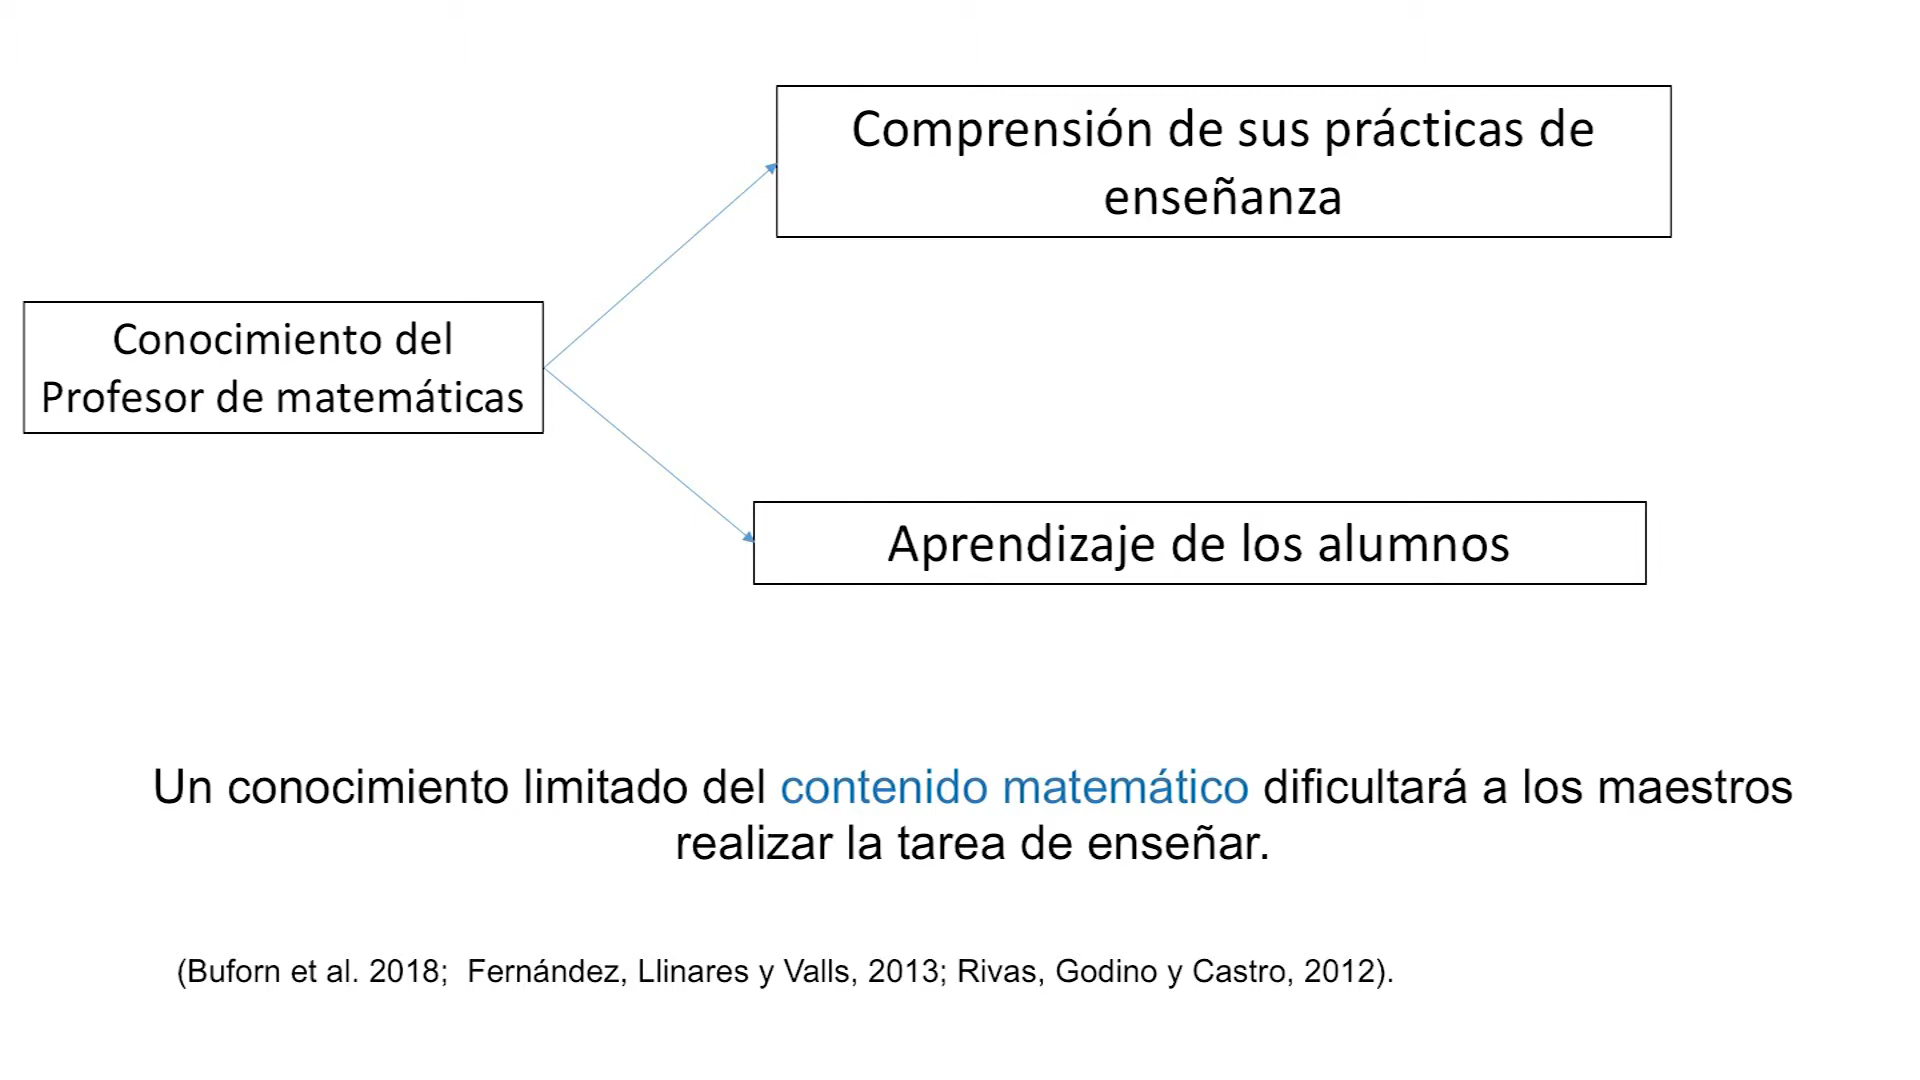 Comprensión de sus prácticas de
enseñanza
Conocimiento del
Profesor de matemáticas
Aprendizaje de los alumnos
Un conocimiento limitado del contenido matemático dificultará a los maestros
realizar la tarea de enseñar.
(Buforn et al. 2018;  Fernández, Llinares y Valls, 2013; Rivas, Godino y Castro, 2012).